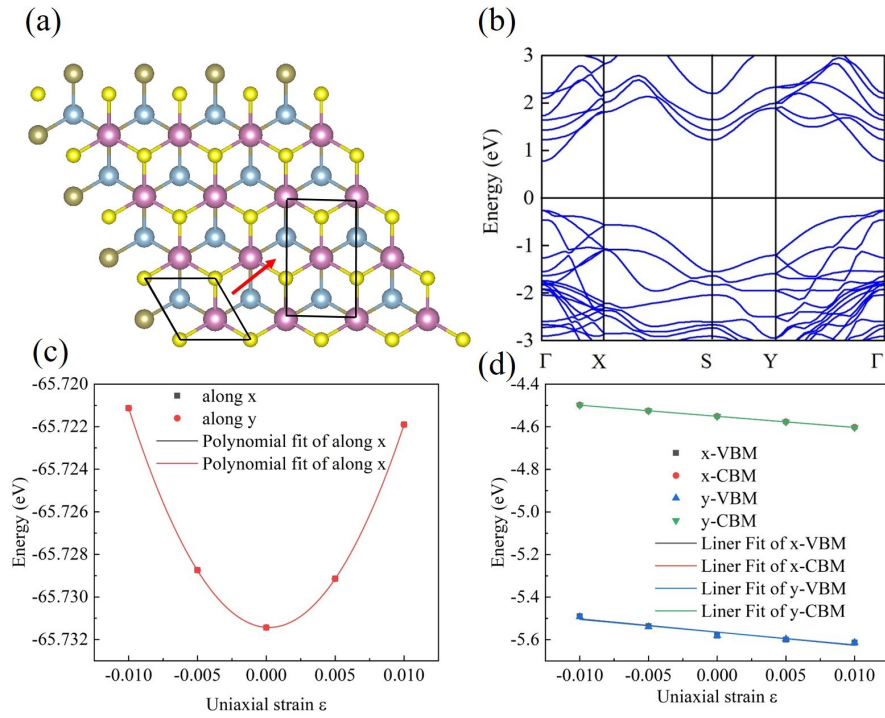 (a)
(b)
3
2
1
0
-1
-2
-3
Energy (eV)
Γ X S Y Γ
(c)
-65.720
-65.722
-65.724
-65.726
-65.728
-65.730
-65.732
Energy (eV)
along x
along y
Polynomial fit of along x
Polynomial fit of along x
-0.010 -0.005 0.000 0.005 0.010
Uniaxial strain ε
(d)
-4.4
-4.6
-4.8
-5.0
-5.2
-5.4
-5.6
Energy (eV)
x-VBM
x-CBM
y-VBM
y-CBM
Liner Fit of x-VBM
Liner Fit of x-CBM
Liner Fit of y-VBM
Liner Fit of y-CBM
-0.010 -0.005 0.000 0.005 0.010
Uniaxial strain ε